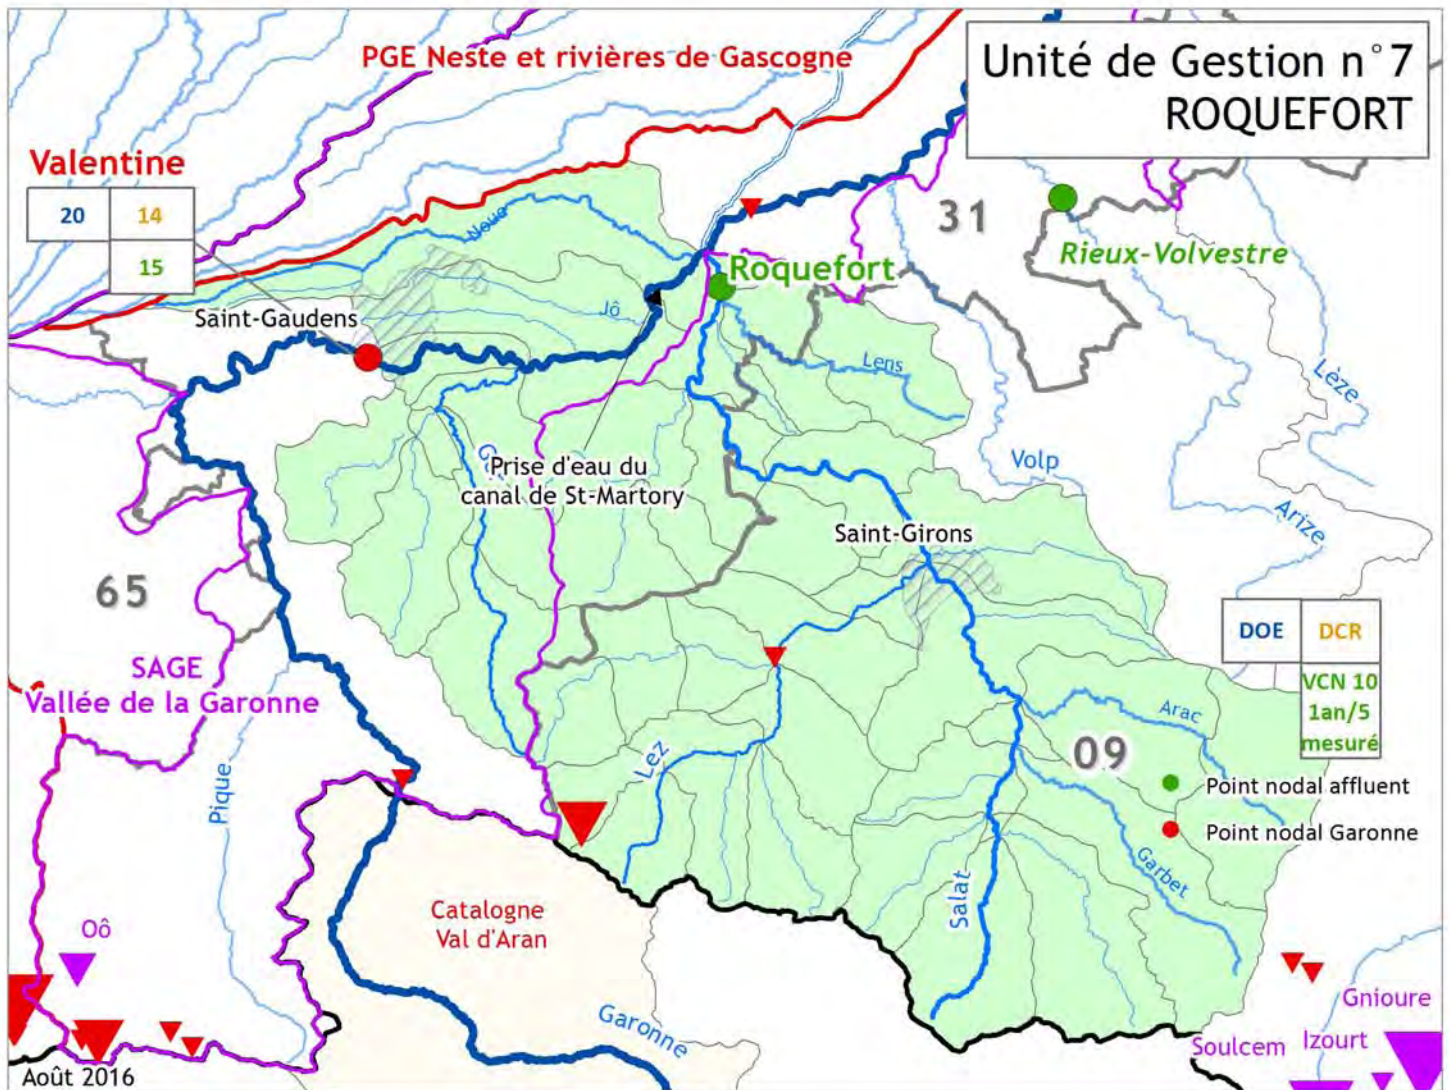 PGE Neste et rivières de Gascogne
Unité de Gestion n°7
ROQUEFORT
Valentine
20
14
15
Noue
31
Rieux-Volvestre
Roquefort
Saint-Gaudens
Jô
Lens
Lèze
Prise d'eau du
canal de St-Martory
Volp
Arize
Saint-Girons
65
DOE
DCR
VCN 10
1an/5
mesuré
SAGE
Vallée de la Garonne
Arac
Lez
09
Pique
Point nodal affluent
Point nodal Garonne
Garbet
Salat
Catalogne
Val d'Aran
Oô
Garonne
Gnioure
Soulcem
Izourt
Août 2016